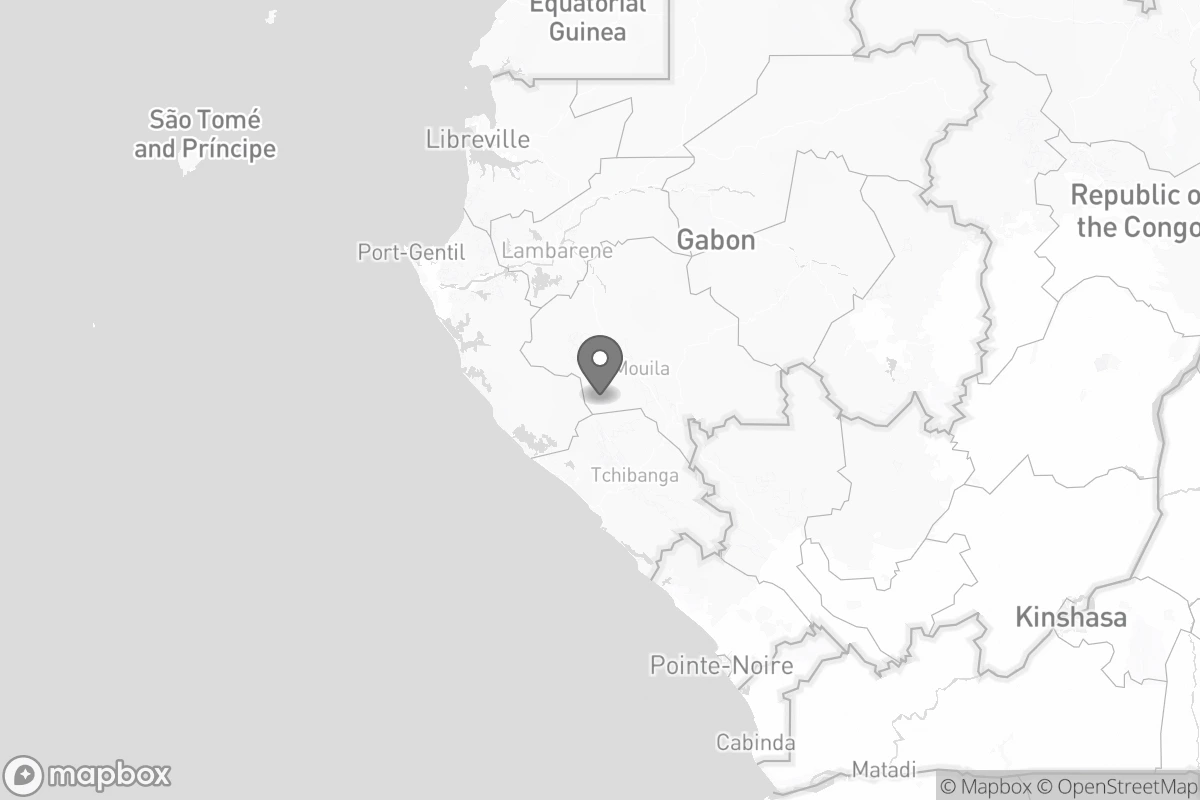 Equatorial
Guinea
São Tomé
and Príncipe
Libreville
Republic o
the Congo
Gabon
Port-Gentil
Lambarene
Mouila
Tchibanga
Kinshasa
Pointe-Noire
Cabinda
Matadi
mapbox
© Mapbox © OpenStreetMap